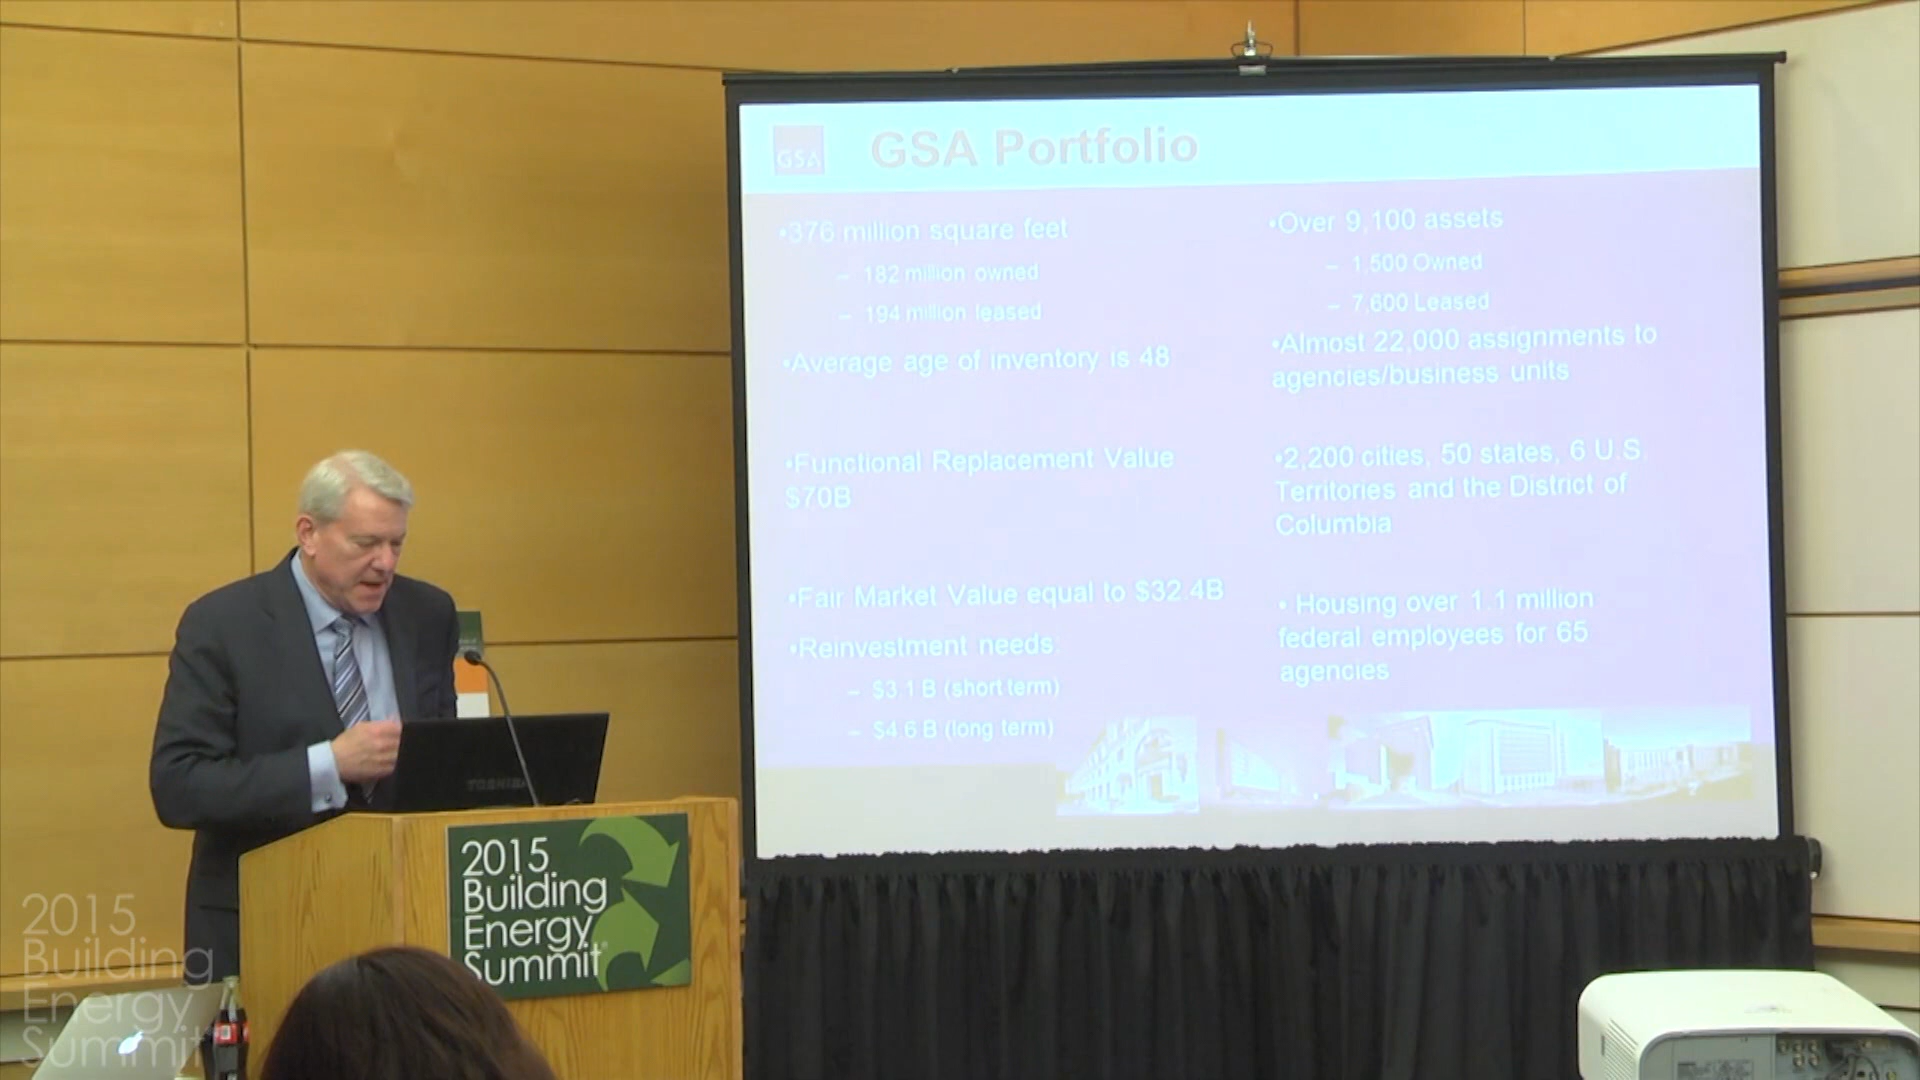 GSA
GSA Portfolio
•376 million square feet
– 182 million owned
– 194 million leased
•Average age of inventory is 48
•Functional Replacement Value
$70B
•Fair Market Value equal to $32.4B
•Reinvestment needs:
– $3.1 B (short term)
– $4.6 B (long term)
•Over 9,100 assets
– 1,500 Owned
– 7,600 Leased
•Almost 22,000 assignments to
agencies/business units
•2,200 cities, 50 states, 6 U.S.
Territories and the District of
Columbia
• Housing over 1.1 million
federal employees for 65
agencies
TOSHIBA
2015
Building
Energy
Summit
2015
Building
Energy
Summit